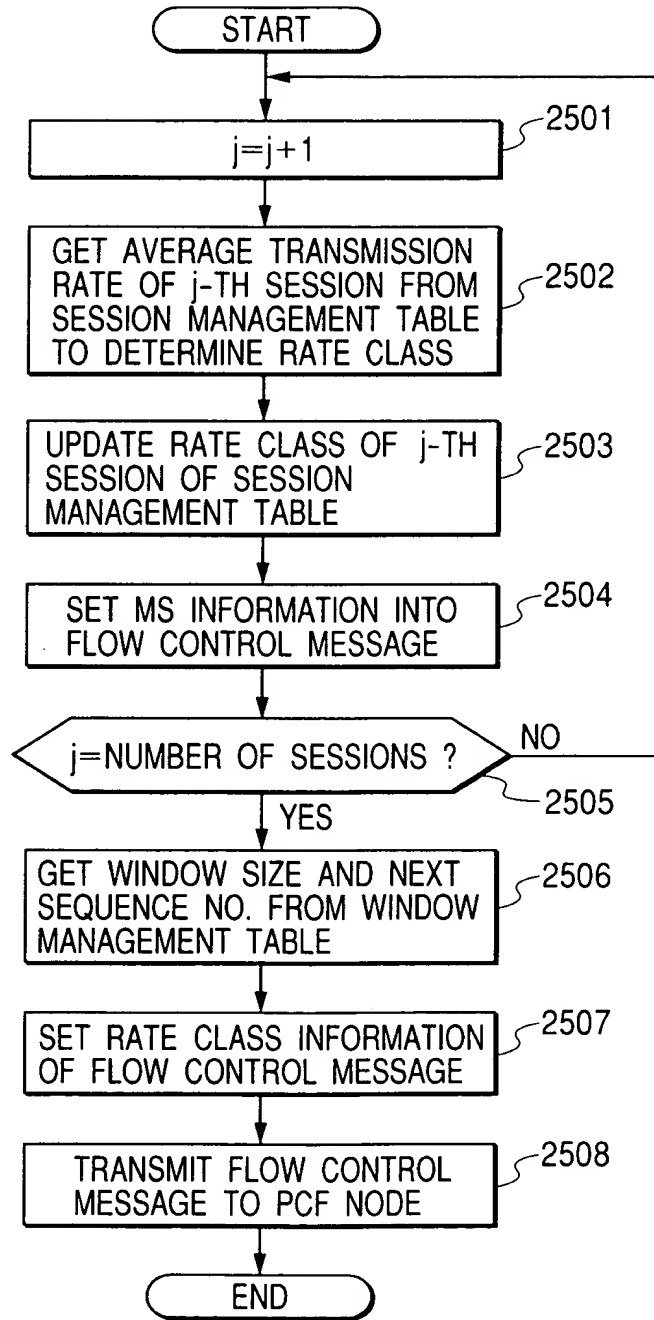 START
j=j+1
2501
GET AVERAGE TRANSMISSION
RATE OF j-TH SESSION FROM
SESSION MANAGEMENT TABLE
TO DETERMINE RATE CLASS
2502
UPDATE RATE CLASS OF j-TH
SESSION OF SESSION
MANAGEMENT TABLE
2503
SET MS INFORMATION INTO
FLOW CONTROL MESSAGE
2504
j=NUMBER OF SESSIONS ?
NO
2505
YES
GET WINDOW SIZE AND NEXT
SEQUENCE NO. FROM WINDOW
MANAGEMENT TABLE
2506
SET RATE CLASS INFORMATION
OF FLOW CONTROL MESSAGE
2507
TRANSMIT FLOW CONTROL
MESSAGE TO PCF NODE
2508
END